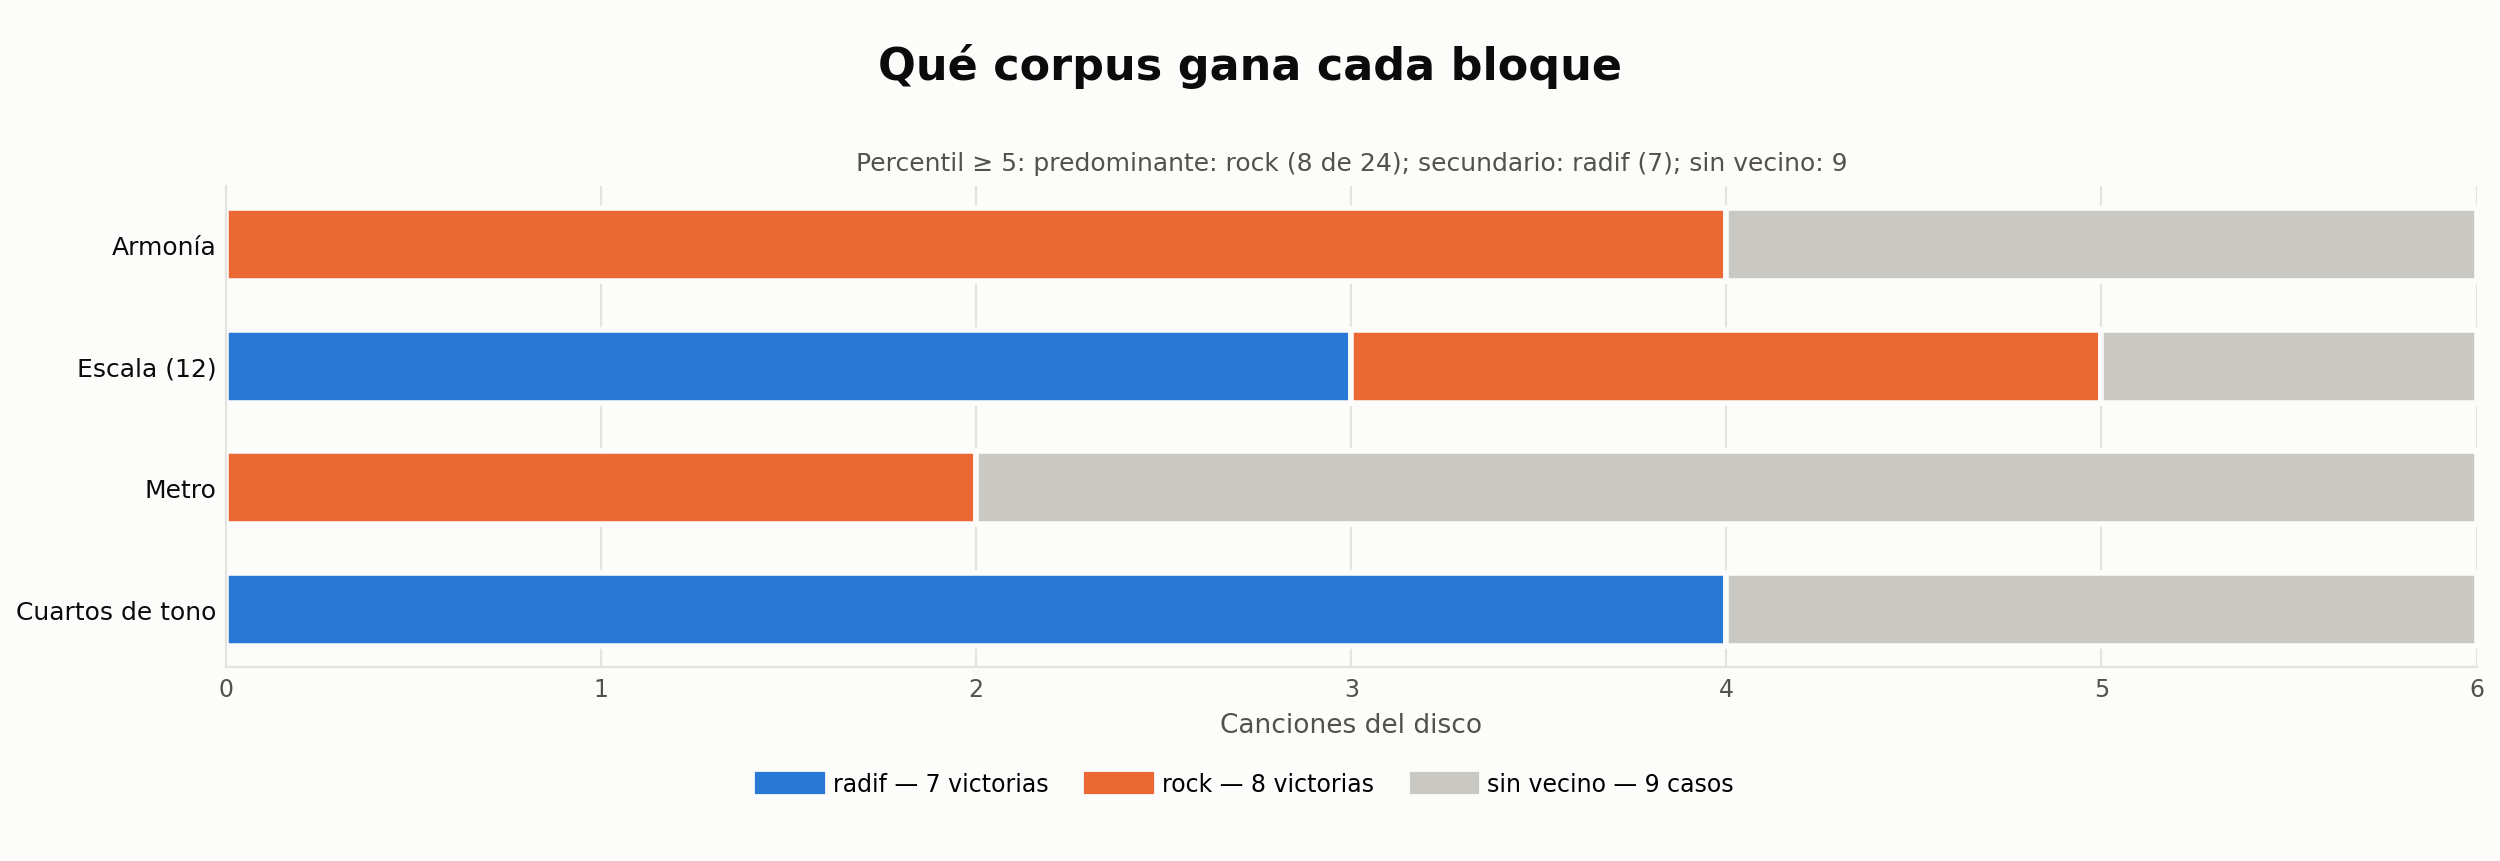 Qué corpus gana cada bloque
Percentil ≥ 5: predominante: rock (8 de 24); secundario: radif (7); sin vecino: 9
Armonía
Escala (12)
Metro
Cuartos de tono
0 1 2 3 4 5 6
Canciones del disco
radif — 7 victorias rock — 8 victorias sin vecino — 9 casos